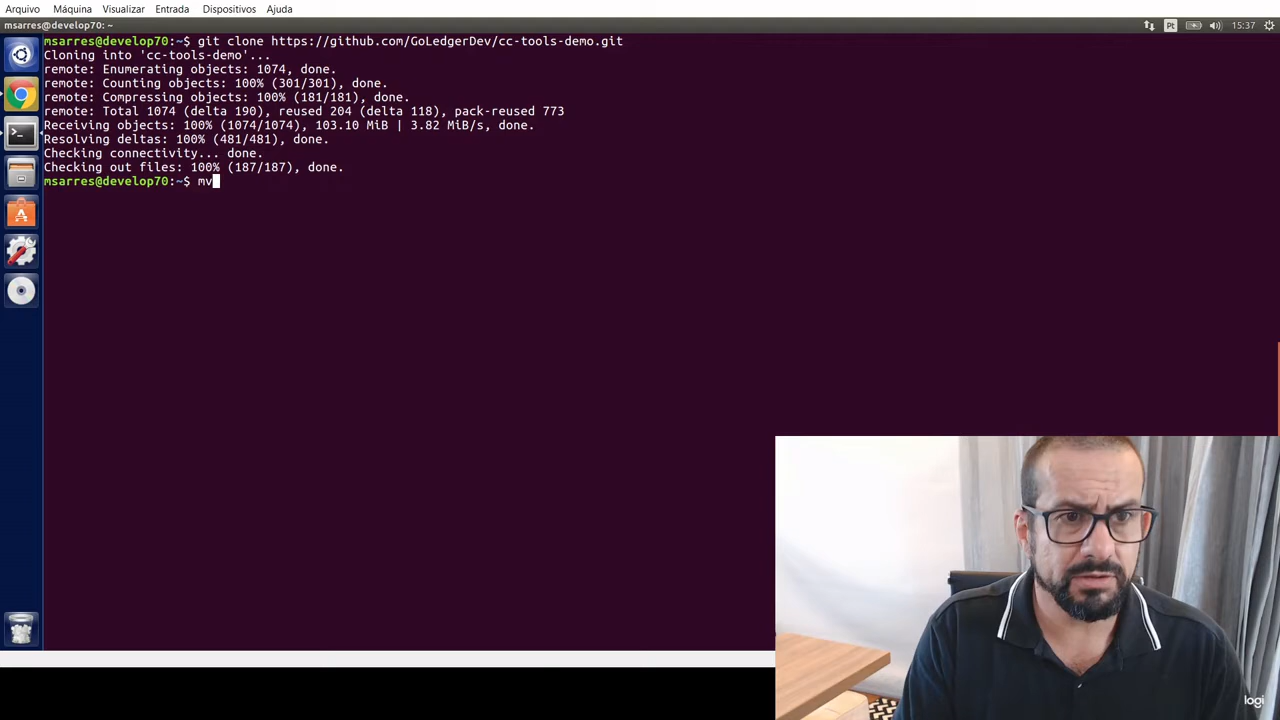 Arquivo Máquina Visualizar Entrada Dispositivos Ajuda
msarres@develop70: ~ Pt 15:37
msarres@develop70:~$ git clone https://github.com/GoLedgerDev/cc-tools-demo.git
Cloning into 'cc-tools-demo'...
remote: Enumerating objects: 1074, done.
remote: Counting objects: 100% (301/301), done.
remote: Compressing objects: 100% (181/181), done.
remote: Total 1074 (delta 190), reused 204 (delta 118), pack-reused 773
Receiving objects: 100% (1074/1074), 103.10 MiB | 3.82 MiB/s, done.
Resolving deltas: 100% (481/481), done.
Checking connectivity... done.
Checking out files: 100% (187/187), done.
msarres@develop70:~$ mv
logi